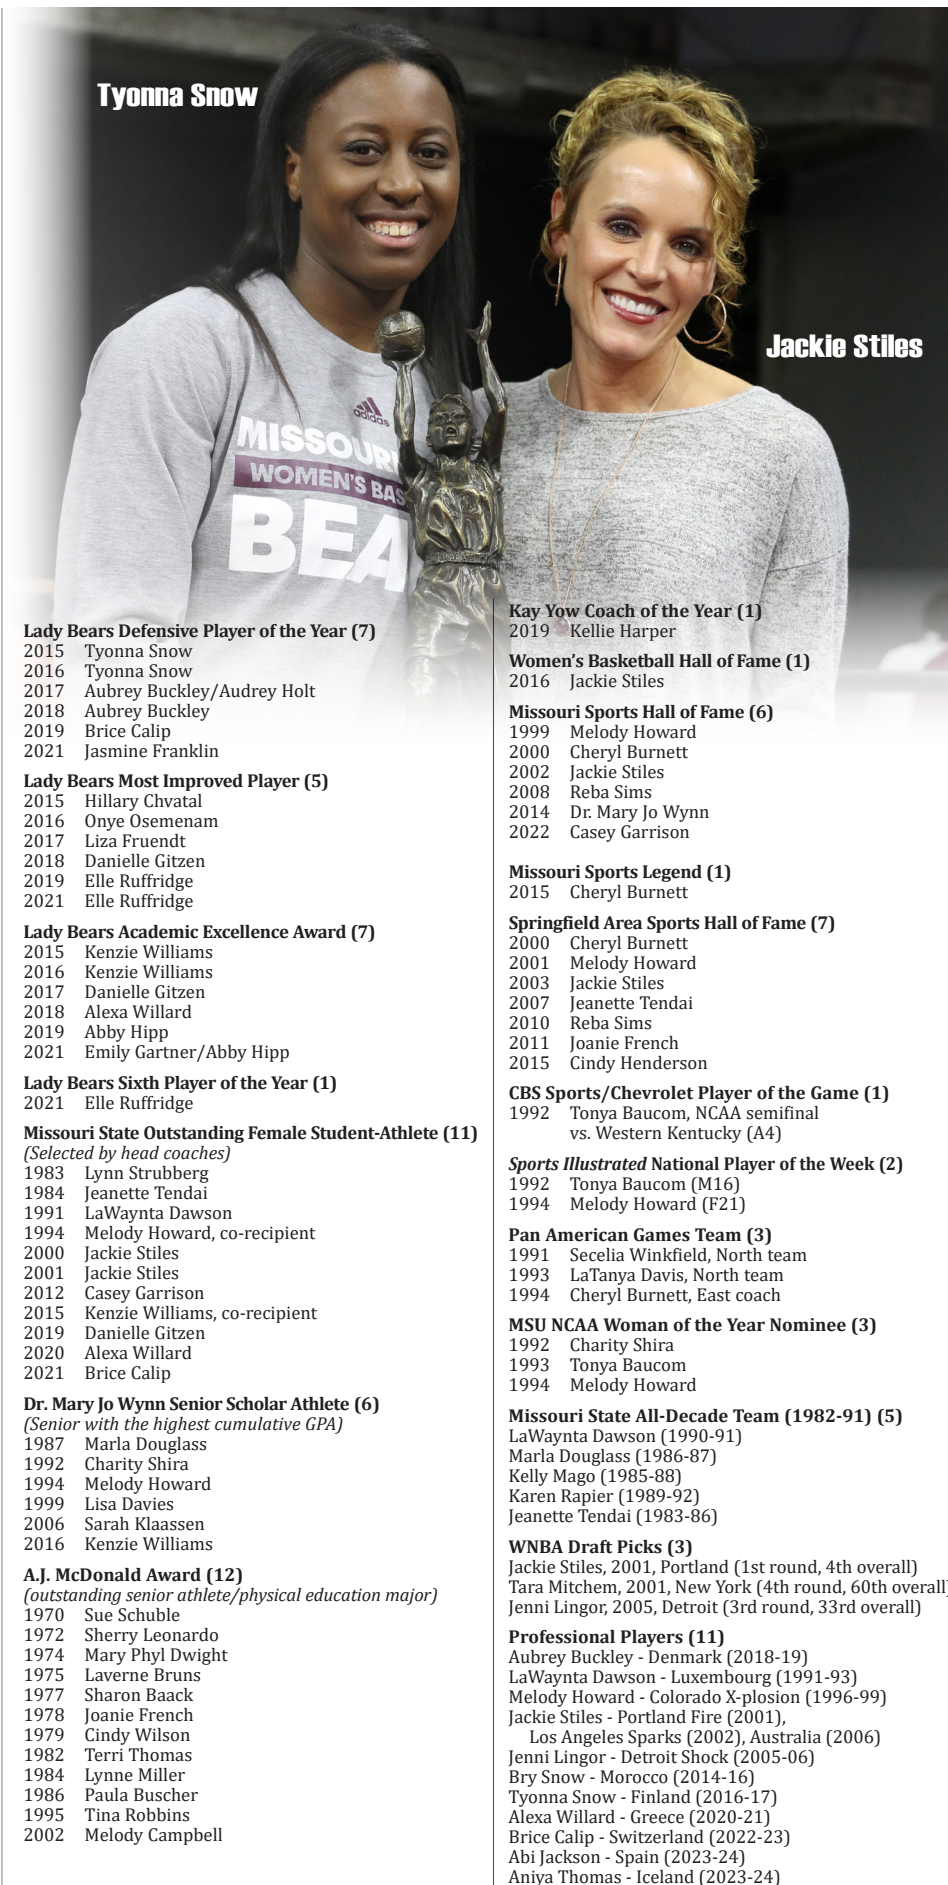 Tyonna Snow
Jackie Stiles
adidas
MISSOURI
WOMEN'S BAS
BEA
Lady Bears Defensive Player of the Year (7)
2015 Tyonna Snow
2016 Tyonna Snow
2017 Aubrey Buckley/Audrey Holt
2018 Aubrey Buckley
2019 Brice Calip
2021 Jasmine Franklin
Lady Bears Most Improved Player (5)
2015 Hillary Chvatal
2016 Onye Osemenam
2017 Liza Fruendt
2018 Danielle Gitzen
2019 Elle Ruffridge
2021 Elle Ruffridge
Lady Bears Academic Excellence Award (7)
2015 Kenzie Williams
2016 Kenzie Williams
2017 Danielle Gitzen
2018 Alexa Willard
2019 Abby Hipp
2021 Emily Gartner/Abby Hipp
Lady Bears Sixth Player of the Year (1)
2021 Elle Ruffridge
Missouri State Outstanding Female Student-Athlete (11)
(Selected by head coaches)
1983 Lynn Strubberg
1984 Jeanette Tendai
1991 LaWaynta Dawson
1994 Melody Howard, co-recipient
2000 Jackie Stiles
2001 Jackie Stiles
2012 Casey Garrison
2015 Kenzie Williams, co-recipient
2019 Danielle Gitzen
2020 Alexa Willard
2021 Brice Calip
Dr. Mary Jo Wynn Senior Scholar Athlete (6)
(Senior with the highest cumulative GPA)
1987 Marla Douglass
1992 Charity Shira
1994 Melody Howard
1999 Lisa Davies
2006 Sarah Klaassen
2016 Kenzie Williams
A.J. McDonald Award (12)
(outstanding senior athlete/physical education major)
1970 Sue Schuble
1972 Sherry Leonardo
1974 Mary Phyl Dwight
1975 Laverne Bruns
1977 Sharon Baack
1978 Joanie French
1979 Cindy Wilson
1982 Terri Thomas
1984 Lynne Miller
1986 Paula Buscher
1995 Tina Robbins
2002 Melody Campbell
Kay Yow Coach of the Year (1)
2019 Kellie Harper
Women's Basketball Hall of Fame (1)
2016 Jackie Stiles
Missouri Sports Hall of Fame (6)
1999 Melody Howard
2000 Cheryl Burnett
2002 Jackie Stiles
2008 Reba Sims
2014 Dr. Mary Jo Wynn
2022 Casey Garrison
Missouri Sports Legend (1)
2015 Cheryl Burnett
Springfield Area Sports Hall of Fame (7)
2000 Cheryl Burnett
2001 Melody Howard
2003 Jackie Stiles
2007 Jeanette Tendai
2010 Reba Sims
2011 Joanie French
2015 Cindy Henderson
CBS Sports/Chevrolet Player of the Game (1)
1992 Tonya Baucom, NCAA semifinal
vs. Western Kentucky (A4)
Sports Illustrated National Player of the Week (2)
1992 Tonya Baucom (M16)
1994 Melody Howard (F21)
Pan American Games Team (3)
1991 Secelia Winkfield, North team
1993 LaTanya Davis, North team
1994 Cheryl Burnett, East coach
MSU NCAA Woman of the Year Nominee (3)
1992 Charity Shira
1993 Tonya Baucom
1994 Melody Howard
Missouri State All-Decade Team (1982-91) (5)
LaWaynta Dawson (1990-91)
Marla Douglass (1986-87)
Kelly Mago (1985-88)
Karen Rapier (1989-92)
Jeanette Tendai (1983-86)
WNBA Draft Picks (3)
Jackie Stiles, 2001, Portland (1st round, 4th overall)
Tara Mitchem, 2001, New York (4th round, 60th overall)
Jenni Lingor, 2005, Detroit (3rd round, 33rd overall)
Professional Players (11)
Aubrey Buckley - Denmark (2018-19)
LaWaynta Dawson - Luxembourg (1991-93)
Melody Howard - Colorado X-plosion (1996-99)
Jackie Stiles - Portland Fire (2001),
Los Angeles Sparks (2002), Australia (2006)
Jenni Lingor - Detroit Shock (2005-06)
Bry Snow - Morocco (2014-16)
Tyonna Snow - Finland (2016-17)
Alexa Willard - Greece (2020-21)
Brice Calip - Switzerland (2022-23)
Abi Jackson - Spain (2023-24)
Aniya Thomas - Iceland (2023-24)